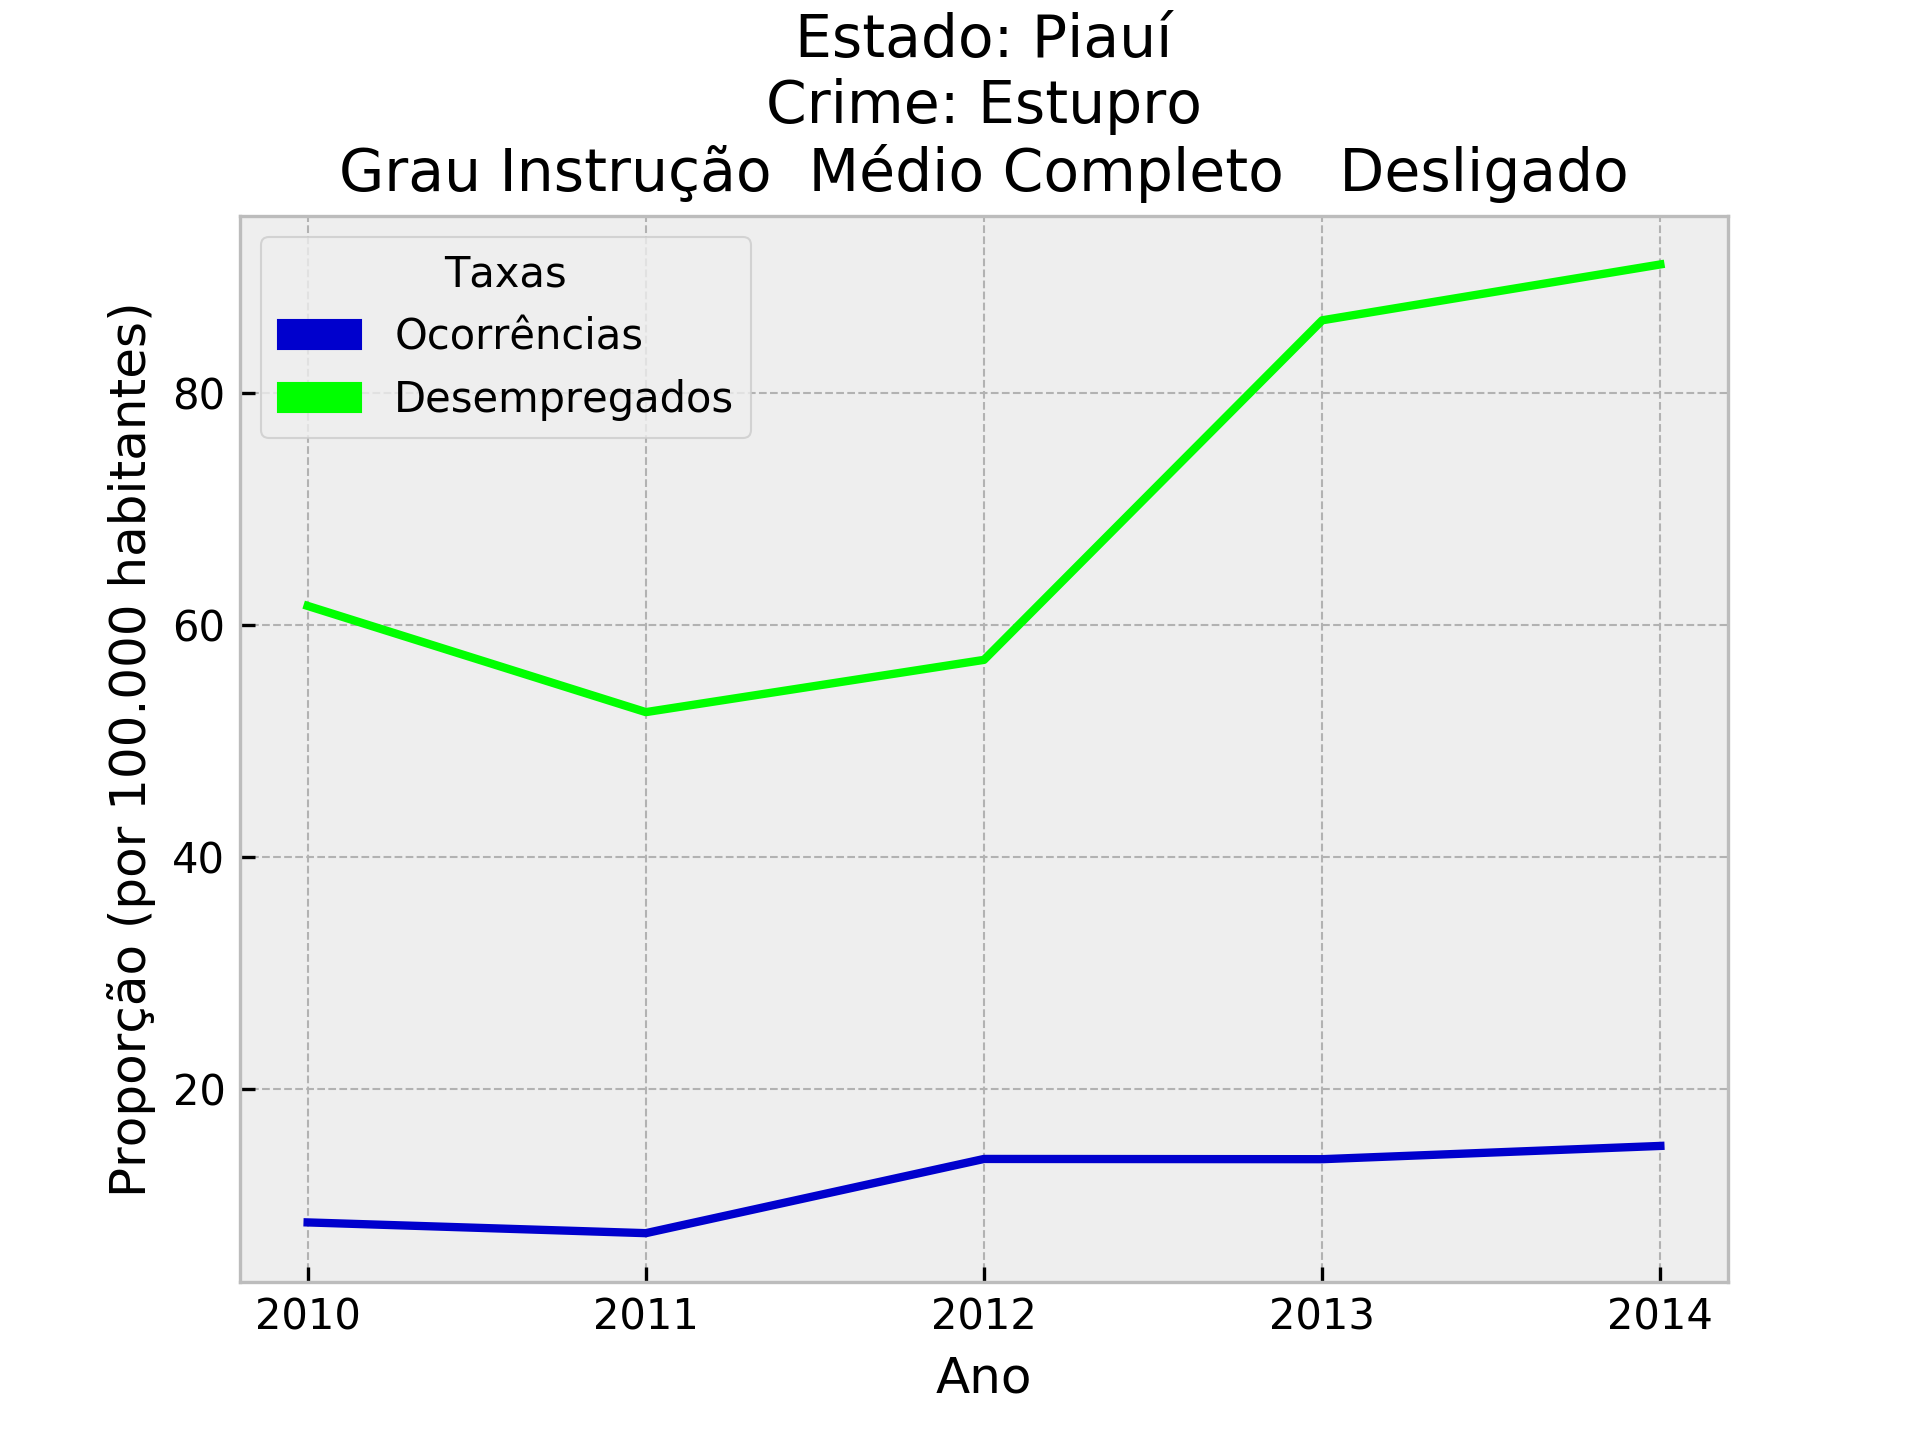 Estado: Piauí
Crime: Estupro
Grau Instrução  Médio Completo   Desligado
Taxas
Ocorrências
Desempregados
Proporção (por 100.000 habitantes)
80
60
40
20
2010 2011 2012 2013 2014
Ano